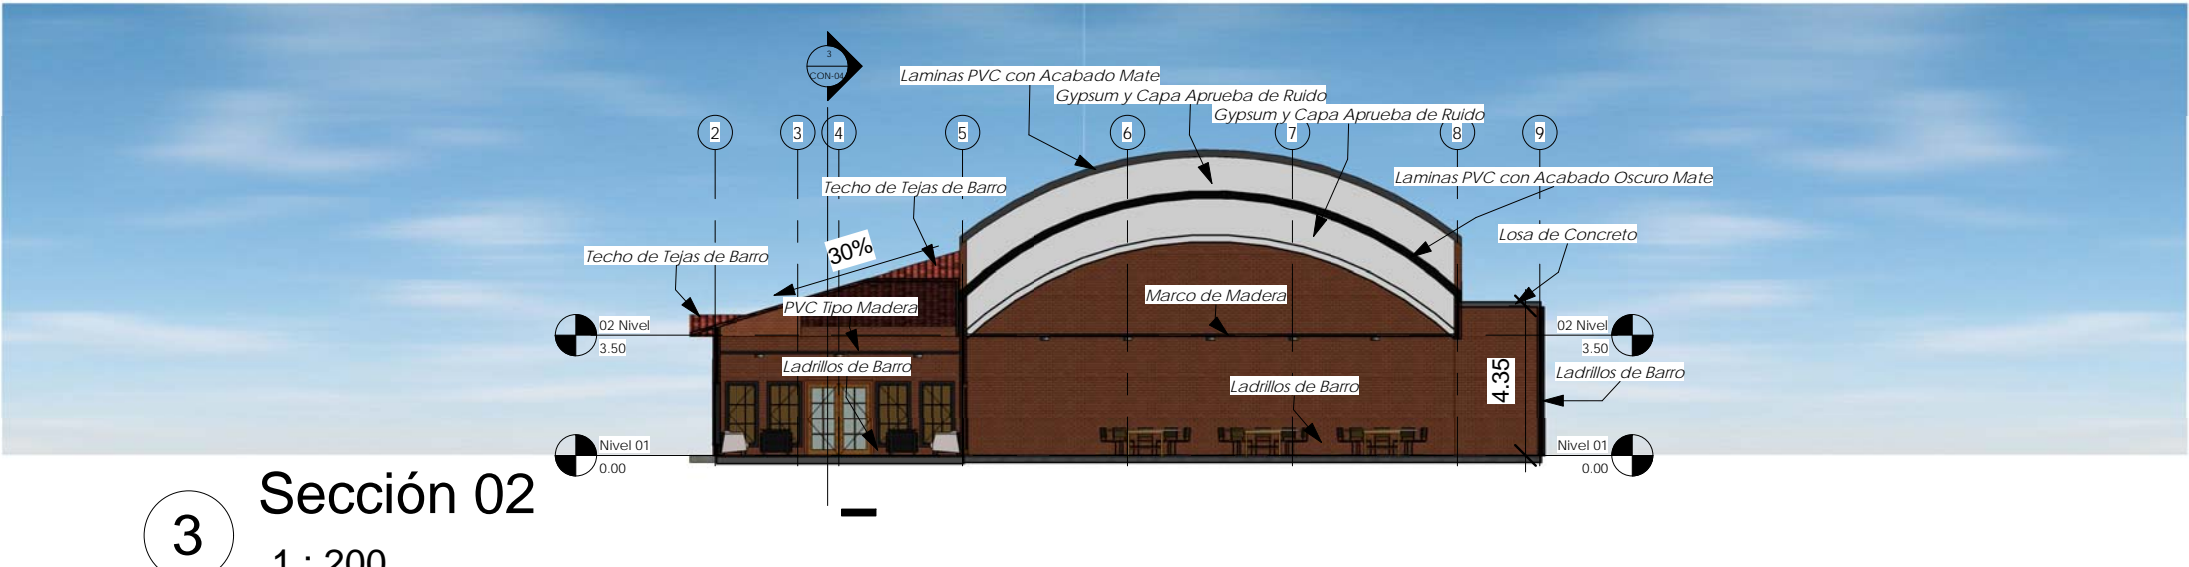 3
CON-04
Laminas PVC con Acabado Mate
Gypsum y Capa Aprueba de Ruido
Gypsum y Capa Aprueba de Ruido
2
3
4
5
6
7
8
9
Laminas PVC con Acabado Oscuro Mate
Techo de Tejas de Barro
Losa de Concreto
30%
Techo de Tejas de Barro
PVC Tipo Madera
Marco de Madera
02 Nivel
3.50
02 Nivel
3.50
Ladrillos de Barro
Ladrillos de Barro
4.35
Ladrillos de Barro
Nivel 01
0.00
Nivel 01
0.00
Sección 02
3
1 : 200